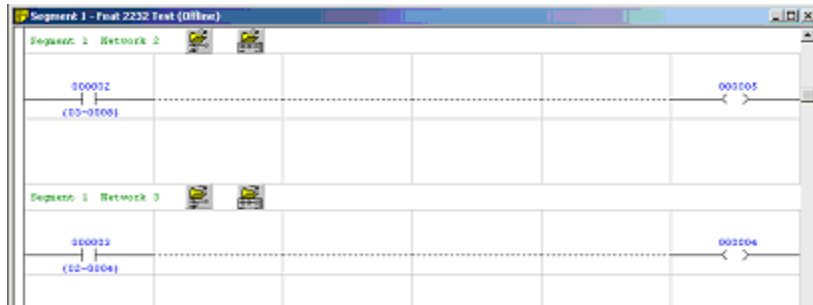 Segment 1 - Fnat 2232 Test (Offline)
Segment 1 Network 2
000002
000005
(03-0008)
Segment 1 Network 3
000003
000004
(02-0004)